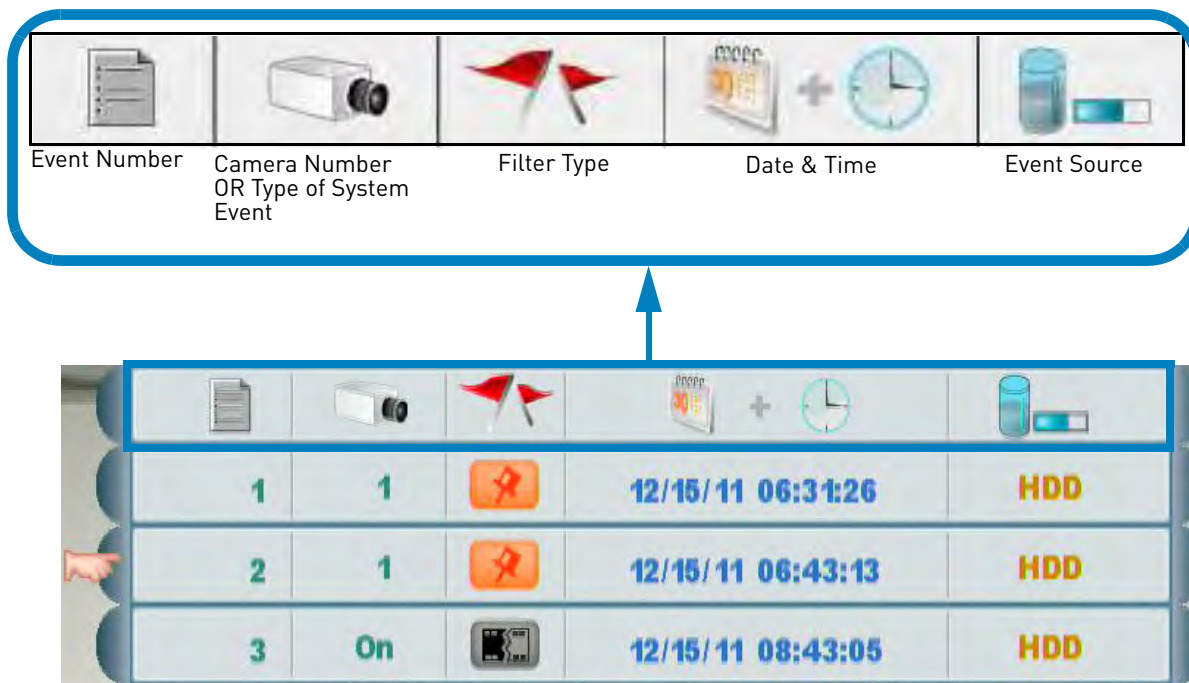 Event Number
Camera Number
OR Type of System
Event
Filter Type
Date & Time
Event Source
1 1 12/15/11 06:31:26 HDD
2 1 12/15/11 06:43:13 HDD
3 On 12/15/11 08:43:05 HDD